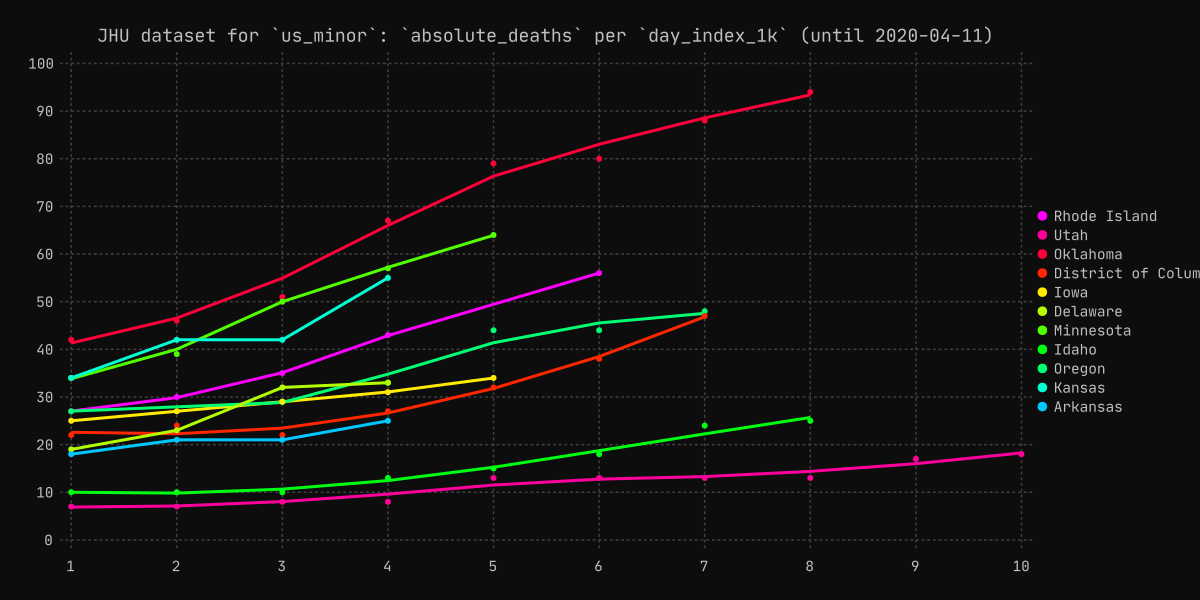 JHU dataset for `us_minor`: `absolute_deaths` per `day_index_1k` (until 2020-04-11)
100
90
80
70
60
50
40
30
20
10
0
1 2 3 4 5 6 7 8 9 10
Rhode Island
Utah
Oklahoma
District of Colum
Iowa
Delaware
Minnesota
Idaho
Oregon
Kansas
Arkansas